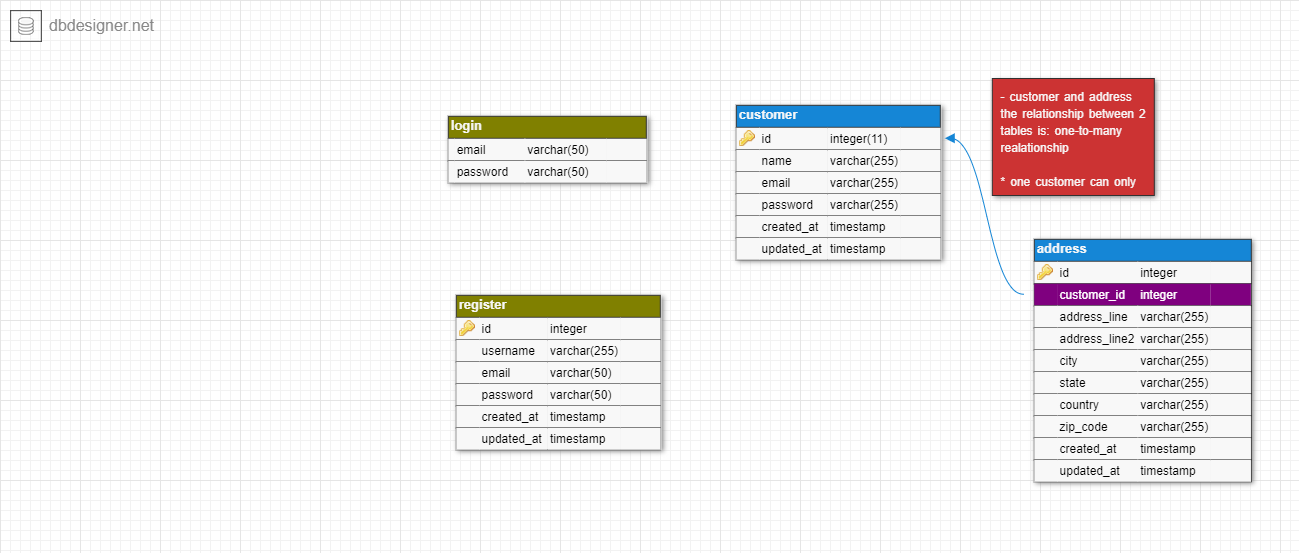 dbdesigner.net
login
email varchar(50)
password varchar(50)
register
id integer
username varchar(255)
email varchar(50)
password varchar(50)
created_at timestamp
updated_at timestamp
customer
id integer(11)
name varchar(255)
email varchar(255)
password varchar(255)
created_at timestamp
updated_at timestamp
- customer and address
the relationship between 2
tables is: one-to-many
realationship
* one customer can only
address
id integer
customer_id integer
address_line varchar(255)
address_line2 varchar(255)
city varchar(255)
state varchar(255)
country varchar(255)
zip_code varchar(255)
created_at timestamp
updated_at timestamp